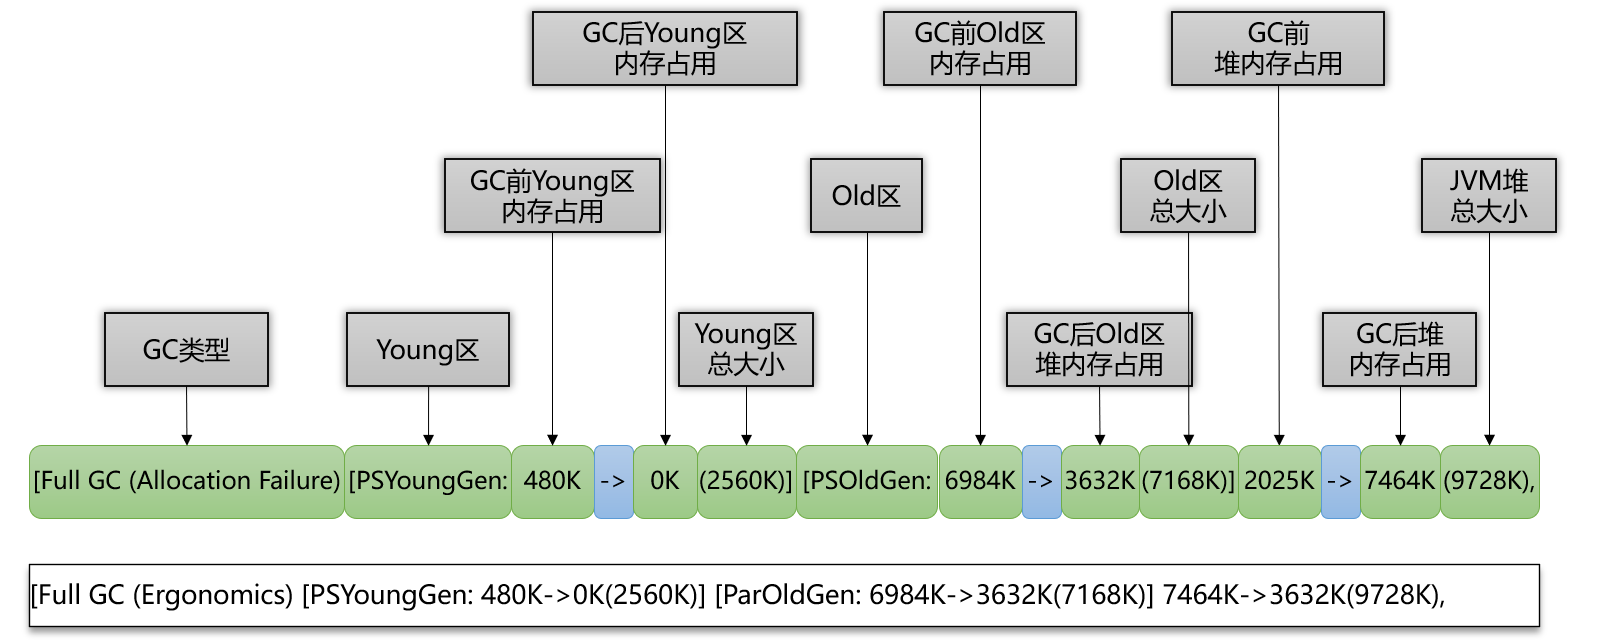 GC后Young区
内存占用
GC前Old区
内存占用
GC前
堆内存占用
GC前Young区
内存占用
Old区
Old区
总大小
JVM堆
总大小
GC类型
Young区
Young区
总大小
GC后Old区
堆内存占用
GC后堆
内存占用
[Full GC (Allocation Failure) [PSYoungGen: 480K -> 0K (2560K)] [PSOldGen: 6984K -> 3632K (7168K)] 2025K -> 7464K (9728K),
[Full GC (Ergonomics) [PSYoungGen: 480K->0K(2560K)] [ParOldGen: 6984K->3632K(7168K)] 7464K->3632K(9728K),